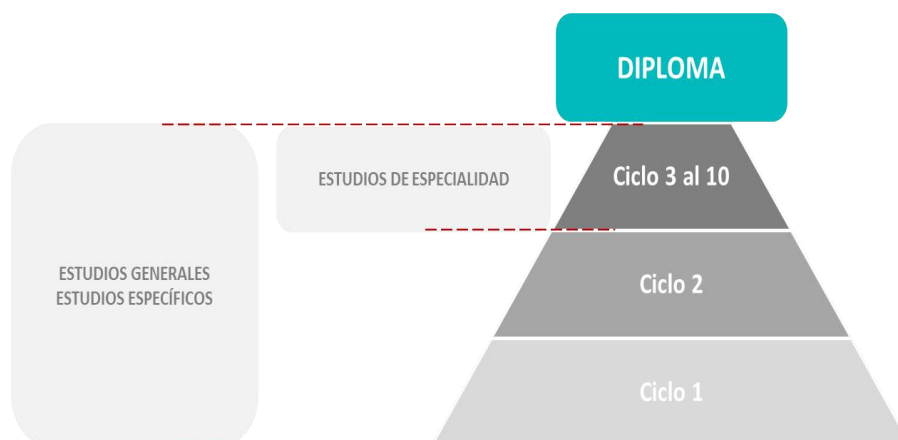 DIPLOMA
ESTUDIOS DE ESPECIALIDAD
Ciclo 3 al 10
ESTUDIOS GENERALES
ESTUDIOS ESPECÍFICOS
Ciclo 2
Ciclo 1